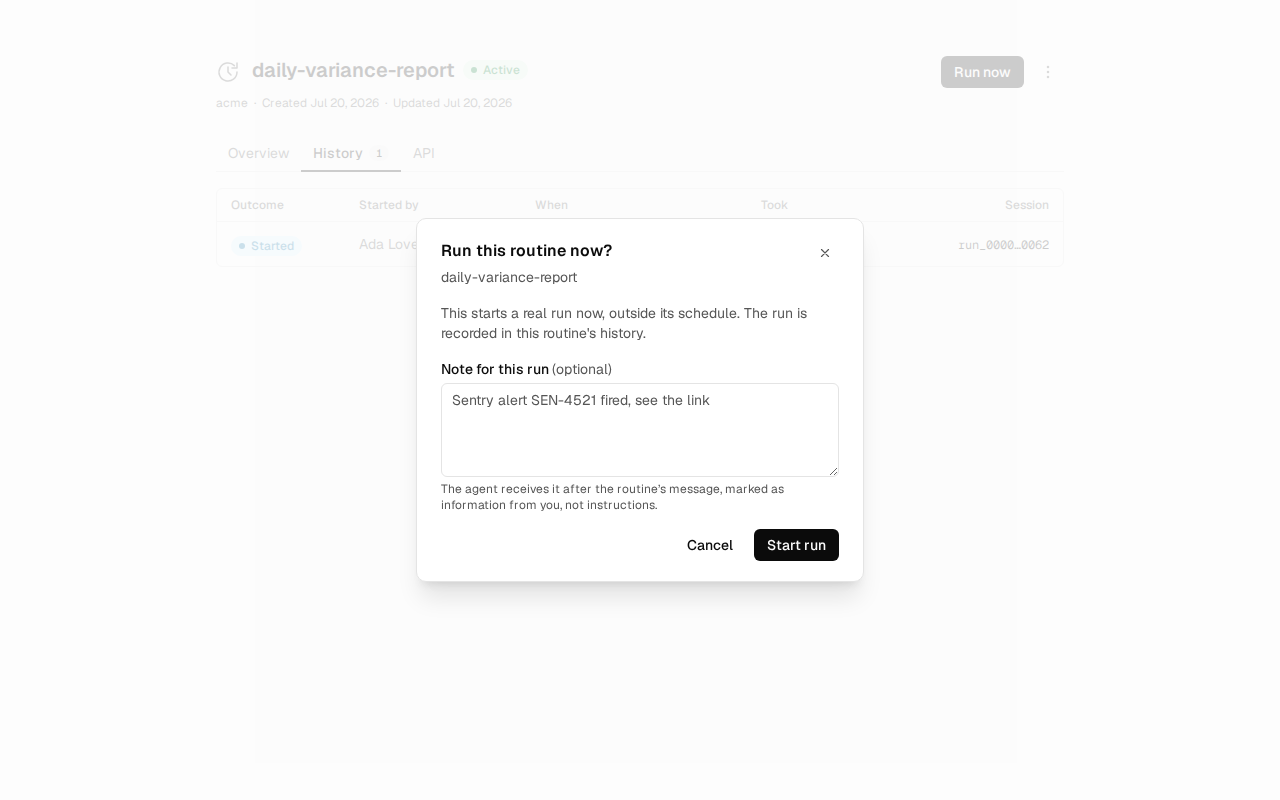 daily-variance-report
Active
Run now
acme · Created Jul 20, 2026 · Updated Jul 20, 2026
Overview
History 1
API
Outcome
Started by
When
Took
Session
Started
Ada
run_0000…0062
Run this routine now?
daily-variance-report
This starts a real run now, outside its schedule. The run is
recorded in this routine's history.
Note for this run (optional)
Sentry alert SEN-4521 fired, see the link
The agent receives it after the routine's message, marked as
information from you, not instructions.
Cancel
Start run